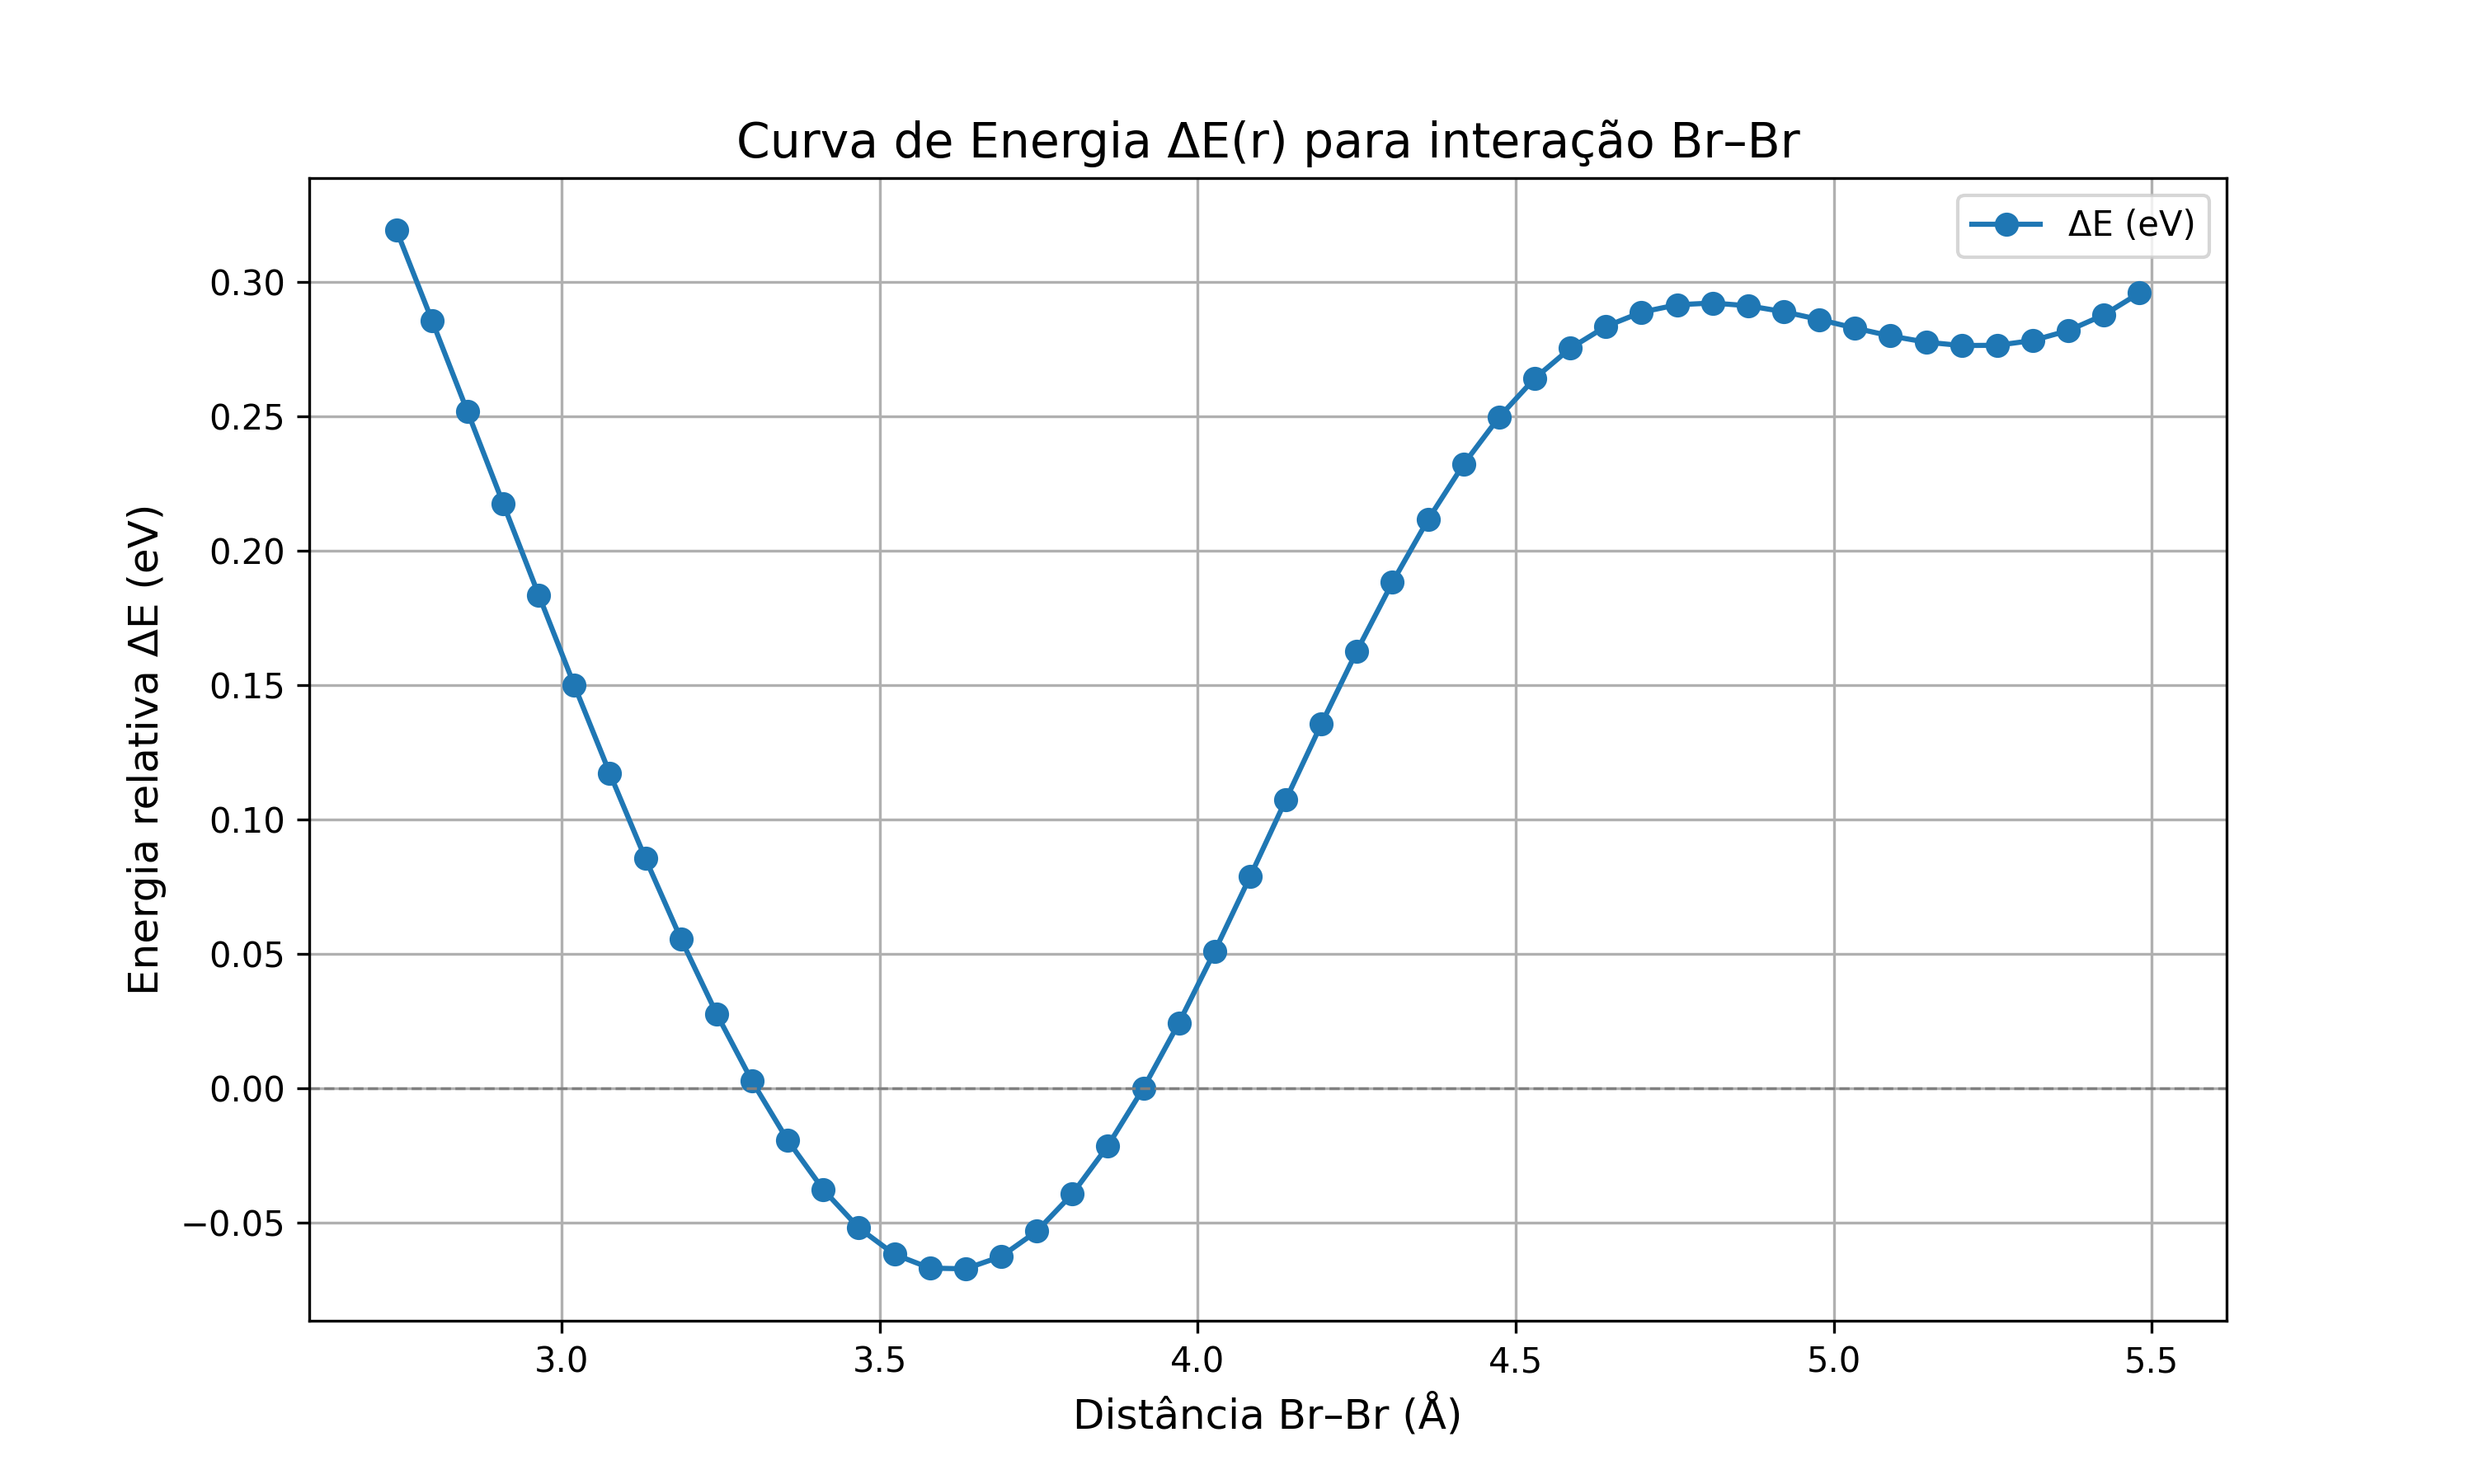 Curva de Energia ΔE(r) para interação Br–Br
ΔE (eV)
Energia relativa ΔE (eV)
0.30
0.25
0.20
0.15
0.10
0.05
0.00
−0.05
3.0 3.5 4.0 4.5 5.0 5.5
Distância Br–Br (Å)